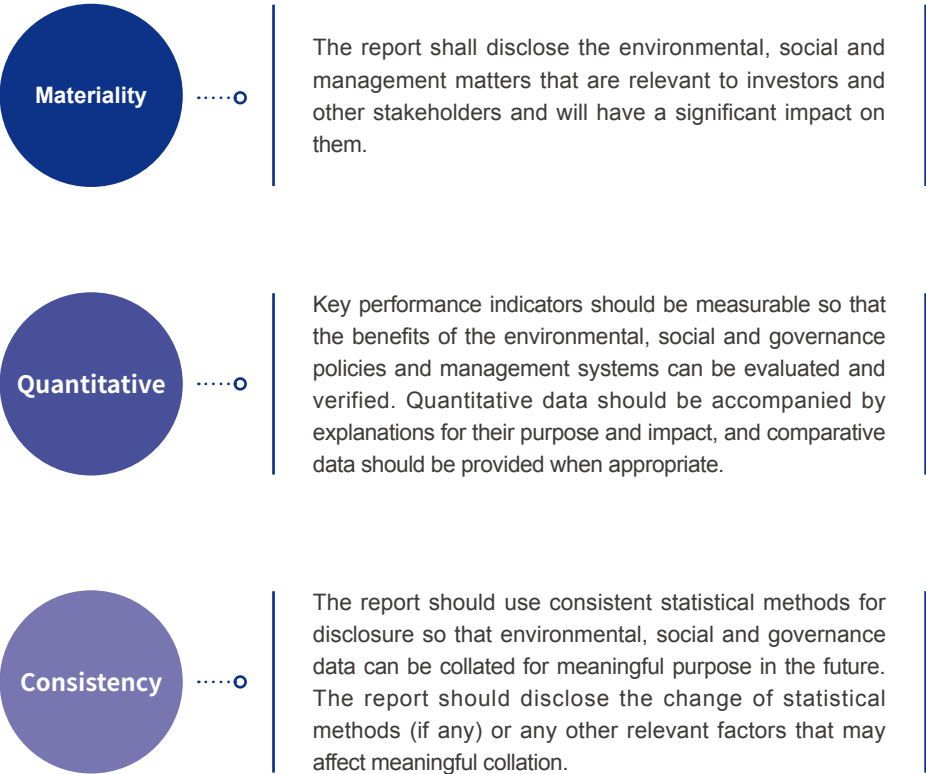 Materiality
The report shall disclose the environmental, social and
management matters that are relevant to investors and
other stakeholders and will have a significant impact on
them.
Quantitative
Key performance indicators should be measurable so that
the benefits of the environmental, social and governance
policies and management systems can be evaluated and
verified. Quantitative data should be accompanied by
explanations for their purpose and impact, and comparative
data should be provided when appropriate.
Consistency
The report should use consistent statistical methods for
disclosure so that environmental, social and governance
data can be collated for meaningful purpose in the future.
The report should disclose the change of statistical
methods (if any) or any other relevant factors that may
affect meaningful collation.